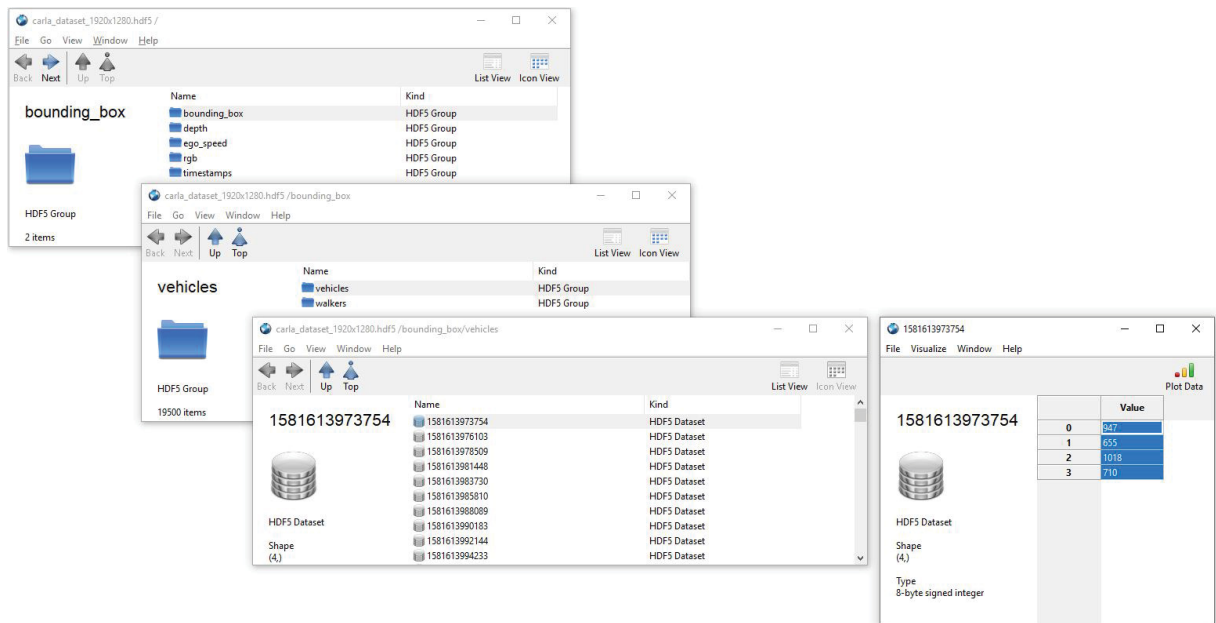 carla_dataset_1920x1280.hdf5 /
File Go View Window Help
Back Next Up Top List View Icon View
Name Kind
bounding_box
bounding_box HDF5 Group
depth HDF5 Group
ego_speed HDF5 Group
rgb HDF5 Group
timestamps HDF5 Group
HDF5 Group
2 items
carla_dataset_1920x1280.hdf5 /bounding_box
File Go View Window Help
Back Next Up Top List View Icon View
Name Kind
vehicles
vehicles HDF5 Group
walkers HDF5 Group
HDF5 Group
19500 items
carla_dataset_1920x1280.hdf5 /bounding_box/vehicles
File Go View Window Help
Back Next Up Top List View Icon View
Name Kind
1581613973754
1581613973754 HDF5 Dataset
1581613976103 HDF5 Dataset
1581613978509 HDF5 Dataset
1581613981448 HDF5 Dataset
1581613983730 HDF5 Dataset
1581613985810 HDF5 Dataset
1581613988089 HDF5 Dataset
1581613990183 HDF5 Dataset
1581613992144 HDF5 Dataset
1581613994233 HDF5 Dataset
HDF5 Dataset
Shape
(4,)
1581613973754
File Visualize Window Help
Plot Data
1581613973754
Value
0 947
1 655
2 1018
3 710
HDF5 Dataset
Shape
(4,)
Type
8-byte signed integer